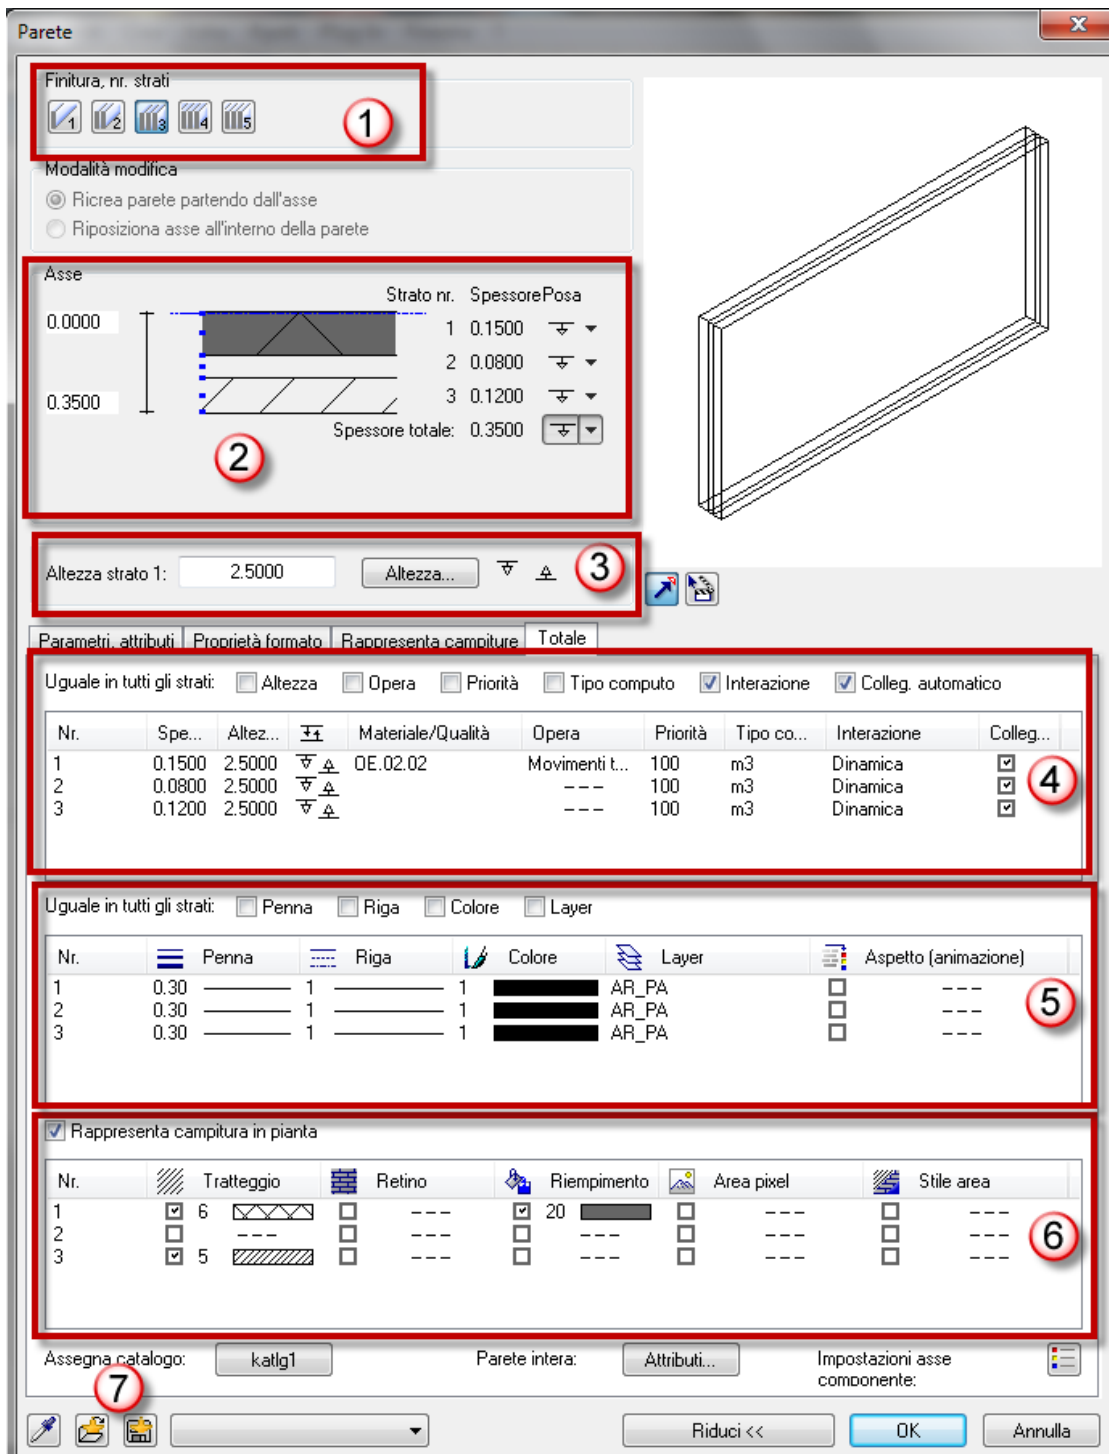 Parete
Finitura, nr. strati
1 2 3 4 5
1
Modalità modifica
Ricrea parete partendo dall'asse
Riposiziona asse all'interno della parete
Asse
Strato nr. Spessore Posa
0.0000
1 0.1500
2 0.0800
0.3500
3 0.1200
Spessore totale: 0.3500
2
Altezza strato 1: 2.5000 Altezza...
3
Parametri, attributi Proprietà formato Rappresenta campiture Totale
Uguale in tutti gli strati: Altezza Opera Priorità Tipo computo Interazione Colleg. automatico
Nr. Spe... Altez... Materiale/Qualità Opera Priorità Tipo co... Interazione Colleg...
1 0.1500 2.5000 OE.02.02 Movimenti t... 100 m3 Dinamica
2 0.0800 2.5000 --- 100 m3 Dinamica
3 0.1200 2.5000 --- 100 m3 Dinamica
4
Uguale in tutti gli strati: Penna Riga Colore Layer
Nr. Penna Riga Colore Layer Aspetto (animazione)
1 0.30 1 1 AR_PA ---
2 0.30 1 1 AR_PA ---
3 0.30 1 1 AR_PA ---
5
Rappresenta campitura in pianta
Nr. Tratteggio Retino Riempimento Area pixel Stile area
1 6 --- 20 --- ---
2 --- --- --- --- ---
3 5 --- --- --- ---
6
Assegna catalogo: katlg1 Parete intera: Attributi... Impostazioni asse
componente:
7
Riduci << OK Annulla